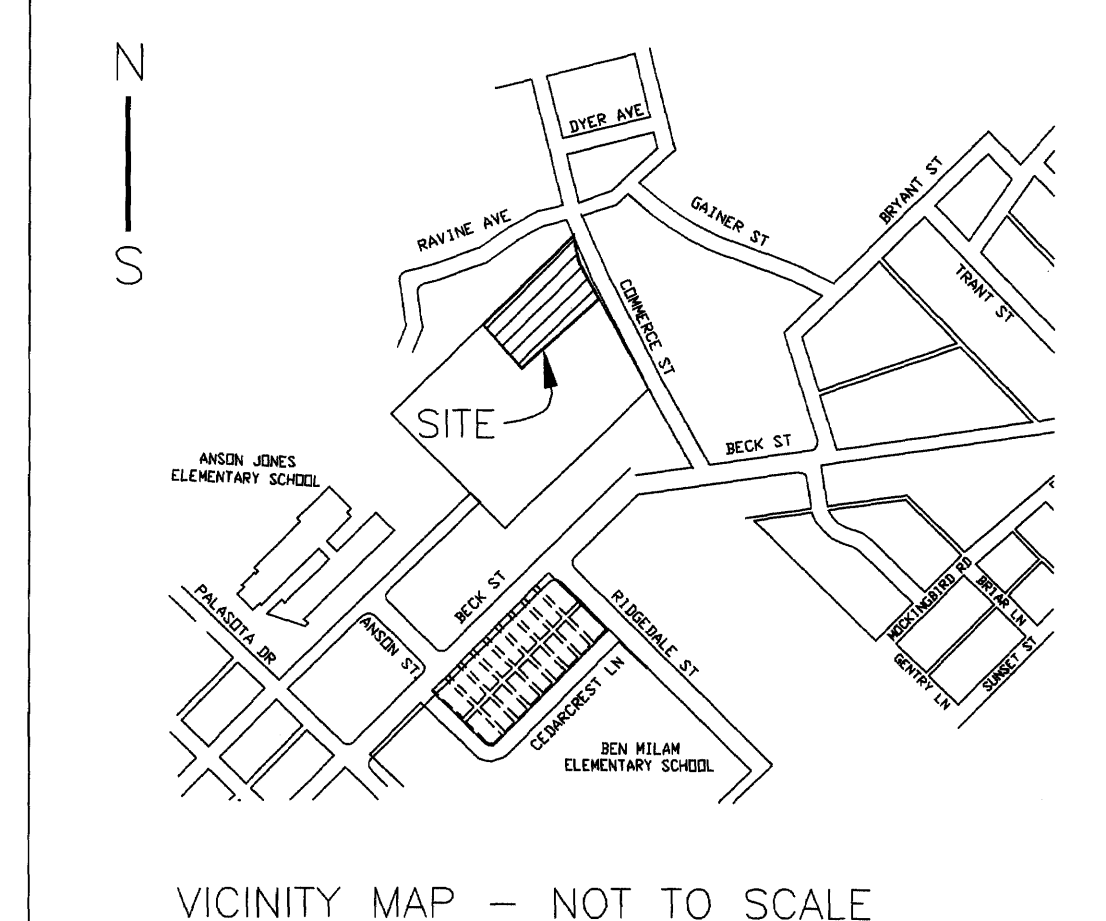 N
S
DYER AVE
RAVINE AVE
GAINER ST
BRYANT ST
TRANT ST
COMMERCE ST
SITE
BECK ST
ANSON JONES
ELEMENTARY SCHOOL
PALASOTA DR
ANSON ST
BECK ST
RIDGEDALE ST
CEDARCREST LN
BEN MILAM
ELEMENTARY SCHOOL
MOCKINGBIRD RD
BRIAR LN
GENTRY LN
SUNSET ST
VICINITY MAP - NOT TO SCALE